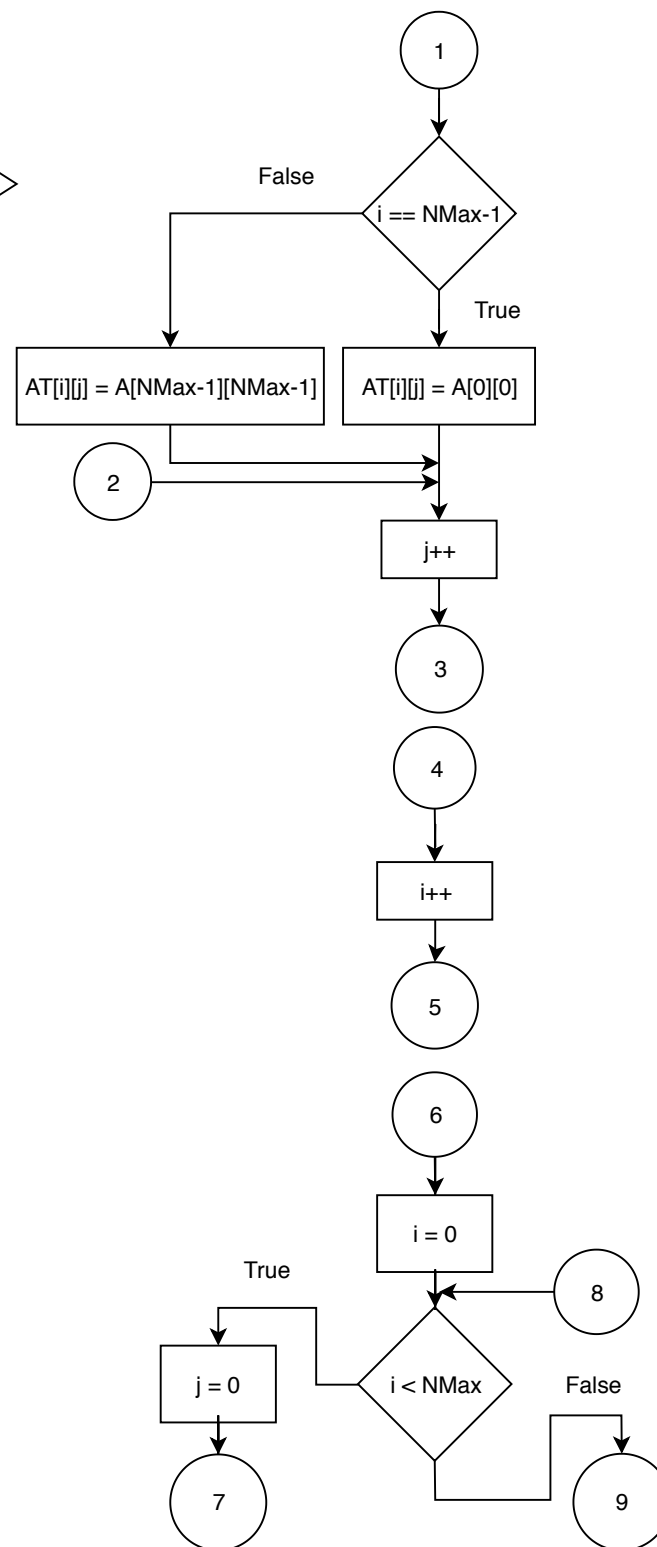 1
False
i == NMax-1
True
AT[i][j] = A[NMax-1][NMax-1]
AT[i][j] = A[0][0]
2
j++
3
4
i++
5
6
i = 0
True
8
j = 0
i < NMax
False
7
9